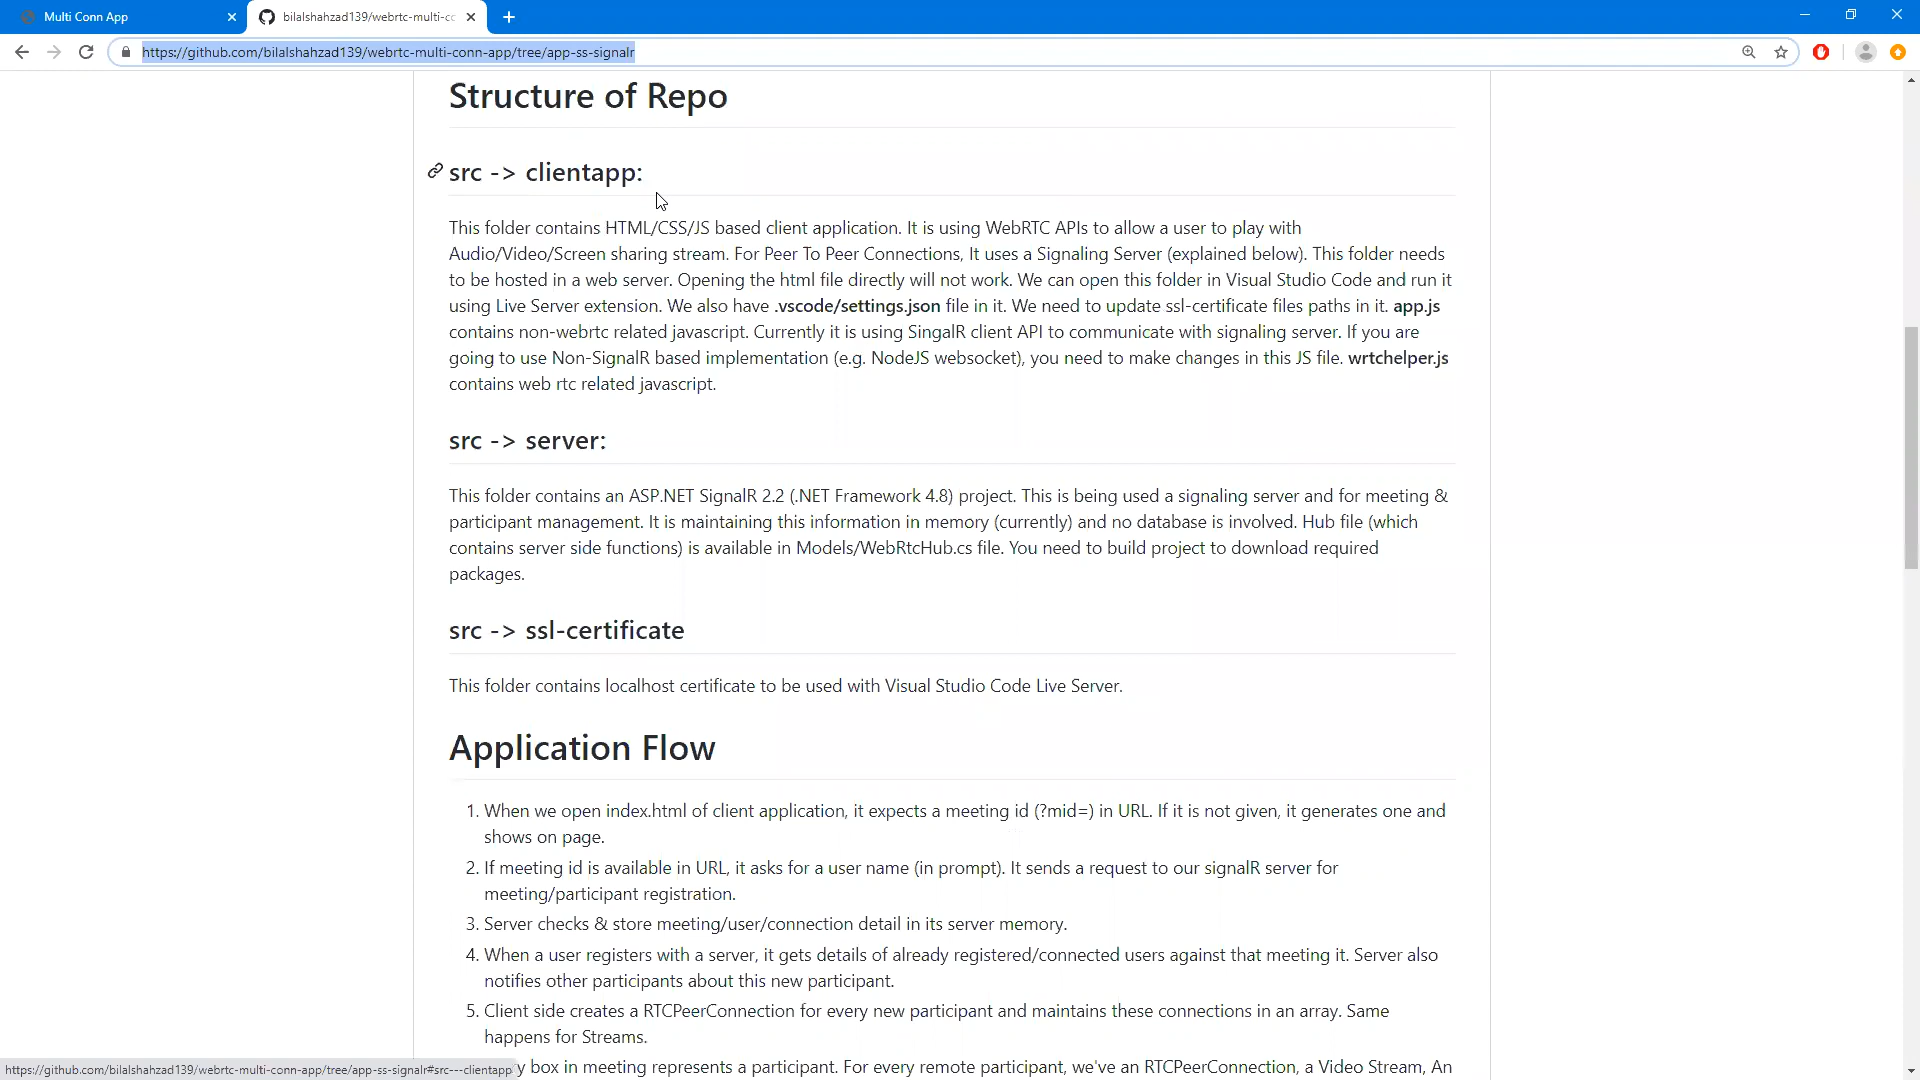 Multi Conn App
bilalshahzad139/webrtc-multi-cc
https://github.com/bilalshahzad139/webrtc-multi-conn-app/tree/app-ss-signalr
Structure of Repo
src -> clientapp:
This folder contains HTML/CSS/JS based client application. It is using WebRTC APIs to allow a user to play with
Audio/Video/Screen sharing stream. For Peer To Peer Connections, It uses a Signaling Server (explained below). This folder needs
to be hosted in a web server. Opening the html file directly will not work. We can open this folder in Visual Studio Code and run it
using Live Server extension. We also have .vscode/settings.json file in it. We need to update ssl-certificate files paths in it. app.js
contains non-webrtc related javascript. Currently it is using SingalR client API to communicate with signaling server. If you are
going to use Non-SignalR based implementation (e.g. NodeJS websocket), you need to make changes in this JS file. wrtchelper.js
contains web rtc related javascript.
src -> server:
This folder contains an ASP.NET SignalR 2.2 (.NET Framework 4.8) project. This is being used a signaling server and for meeting &
participant management. It is maintaining this information in memory (currently) and no database is involved. Hub file (which
contains server side functions) is available in Models/WebRtcHub.cs file. You need to build project to download required
packages.
src -> ssl-certificate
This folder contains localhost certificate to be used with Visual Studio Code Live Server.
Application Flow
1. When we open index.html of client application, it expects a meeting id (?mid=) in URL. If it is not given, it generates one and
shows on page.
2. If meeting id is available in URL, it asks for a user name (in prompt). It sends a request to our signalR server for
meeting/participant registration.
3. Server checks & store meeting/user/connection detail in its server memory.
4. When a user registers with a server, it gets details of already registered/connected users against that meeting it. Server also
notifies other participants about this new participant.
5. Client side creates a RTCPeerConnection for every new participant and maintains these connections in an array. Same
happens for Streams.
y box in meeting represents a participant. For every remote participant, we've an RTCPeerConnection, a Video Stream, An
https://github.com/bilalshahzad139/webrtc-multi-conn-app/tree/app-ss-signalr#src---clientapp